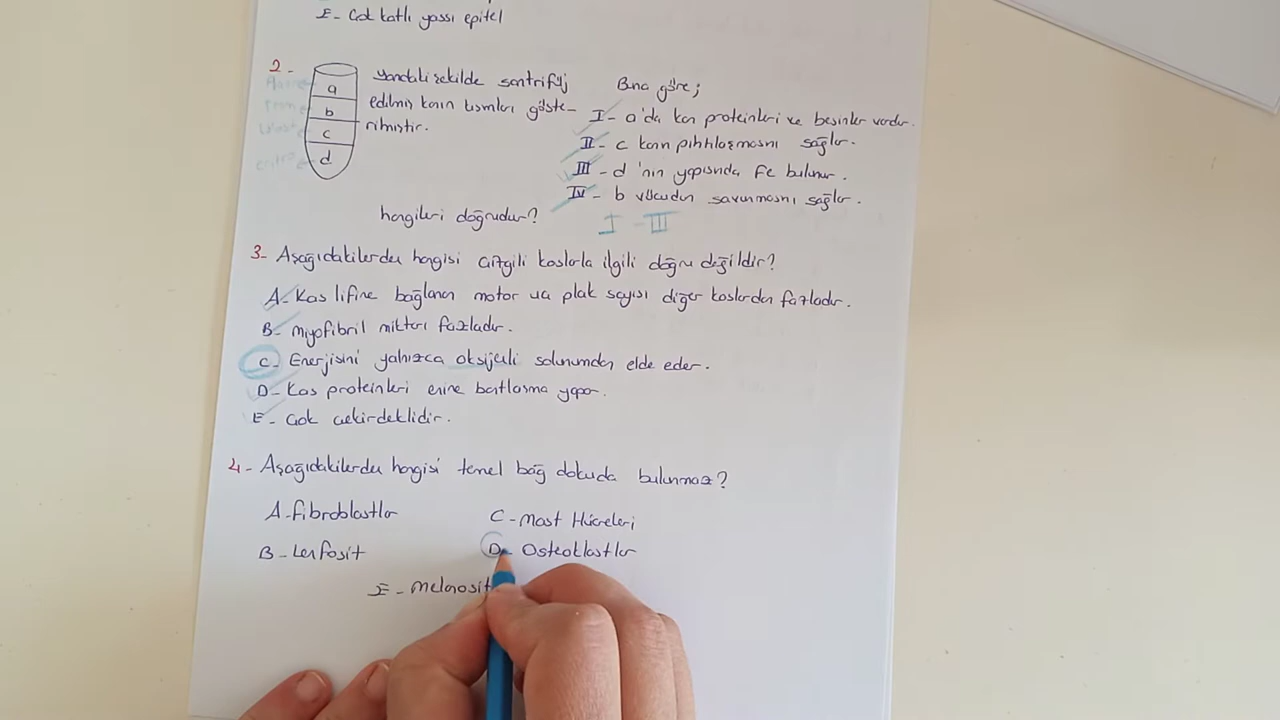 E- Çok katlı yassı epitel
2-
a
b
c
d
yandaki şekilde santrifüj
edilmiş kanın kısımları göste-
rilmiştir.
Buna göre;
I- a'da kan proteinleri ve besinler vardır.
II- c kanın pıhtılaşmasını sağlar.
III- d 'nin yapısında Fe bulunur.
IV- b vücudun savunmasını sağlar.
hangileri doğrudur?
I - III
3- Aşağıdakilerden hangisi çizgili kaslarla ilgili doğru değildir?
A- Kas lifine bağlanan motor uç plak sayısı diğer kaslardan fazladır.
B- Miyofibril miktarı fazladır.
C- Enerjisini yalnızca oksijenli solunumdan elde eder.
D- Kas proteinleri enine bantlaşma yapar.
E- Çok çekirdeklidir.
4- Aşağıdakilerden hangisi temel bağ dokuda bulunmaz?
A- Fibroblastlar
C- Mast Hücreleri
B- Lenfosit
D- Osteoklastlar
E- Melanosit